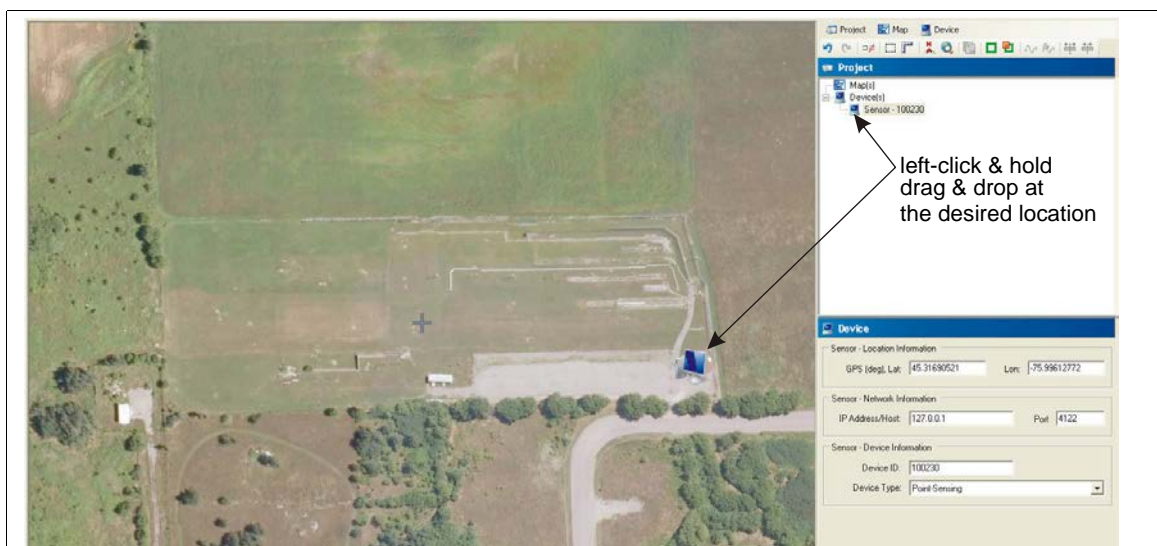 Project Map Device
Project
Map(s)
Device(s)
Sensor - 100230
left-click & hold
drag & drop at
the desired location
Device
Sensor - Location Information
GPS (deg), Lat: 45.31690521 Lon: -75.99612772
Sensor - Network Information
IP Address/Host: 127.0.0.1 Port: 4122
Sensor - Device Information
Device ID: 100230
Device Type: Point-Sensing